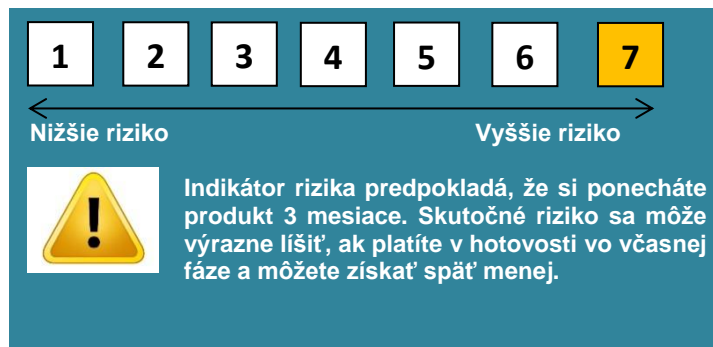 1 2 3 4 5 6 7
Nižšie riziko Vyššie riziko
Indikátor rizika predpokladá, že si ponecháte
produkt 3 mesiace. Skutočné riziko sa môže
výrazne líšiť, ak platíte v hotovosti vo včasnej
fáze a môžete získať späť menej.